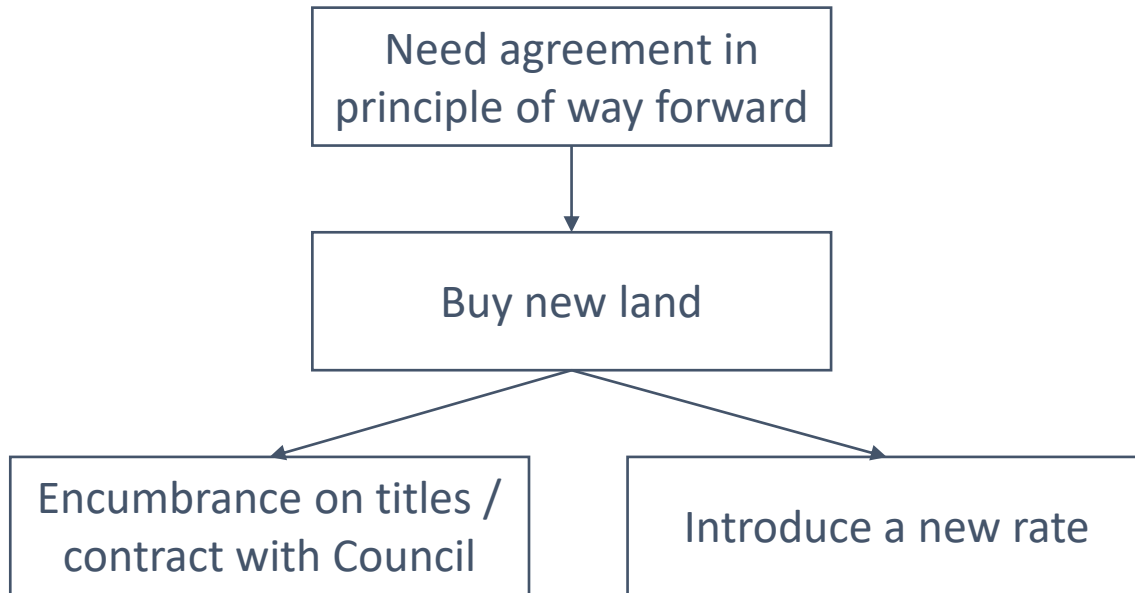 Need agreement in
principle of way forward
Buy new land
Encumbrance on titles /
contract with Council
Introduce a new rate